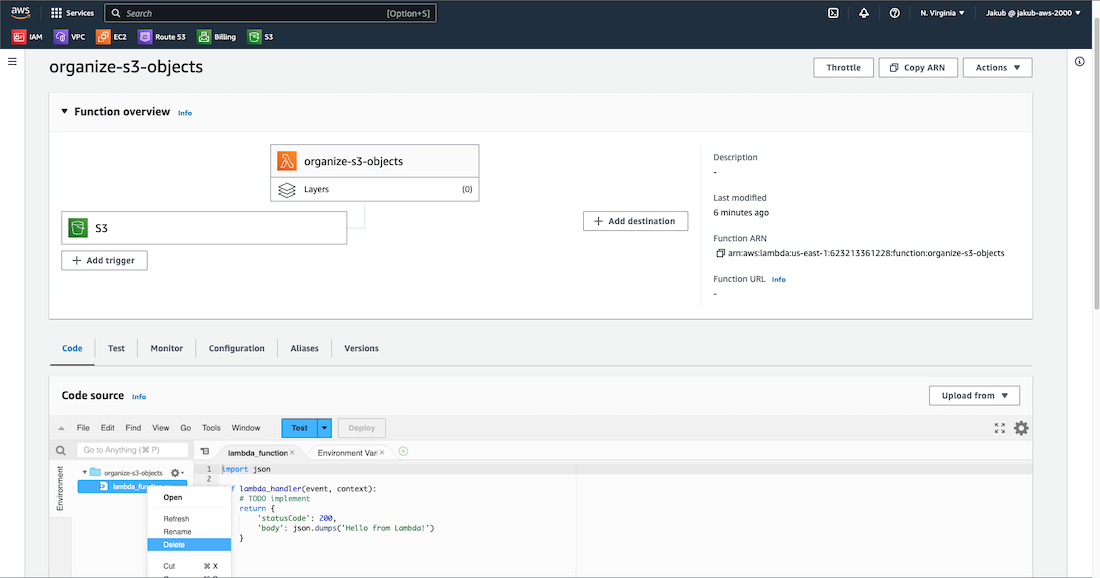 aws Services Search [Option+S] N. Virginia Jakub @ jakub-aws-2000
IAM VPC EC2 Route 53 Billing S3
organize-s3-objects
Throttle Copy ARN Actions
Function overview Info
organize-s3-objects
Layers (0)
S3
Add trigger
Add destination
Description
-
Last modified
6 minutes ago
Function ARN
arn:aws:lambda:us-east-1:623213361228:function:organize-s3-objects
Function URL Info
-
Code Test Monitor Configuration Aliases Versions
Code source Info Upload from
File Edit Find View Go Tools Window Test Deploy
Go to Anything (⌘ P) lambda_function Environment Var
Environment
organize-s3-objects
lambda_fun
Open
Refresh
Rename
Delete
Cut ⌘ X
1 import json
2
f lambda_handler(event, context):
# TODO implement
return {
'statusCode': 200,
'body': json.dumps('Hello from Lambda!')
}